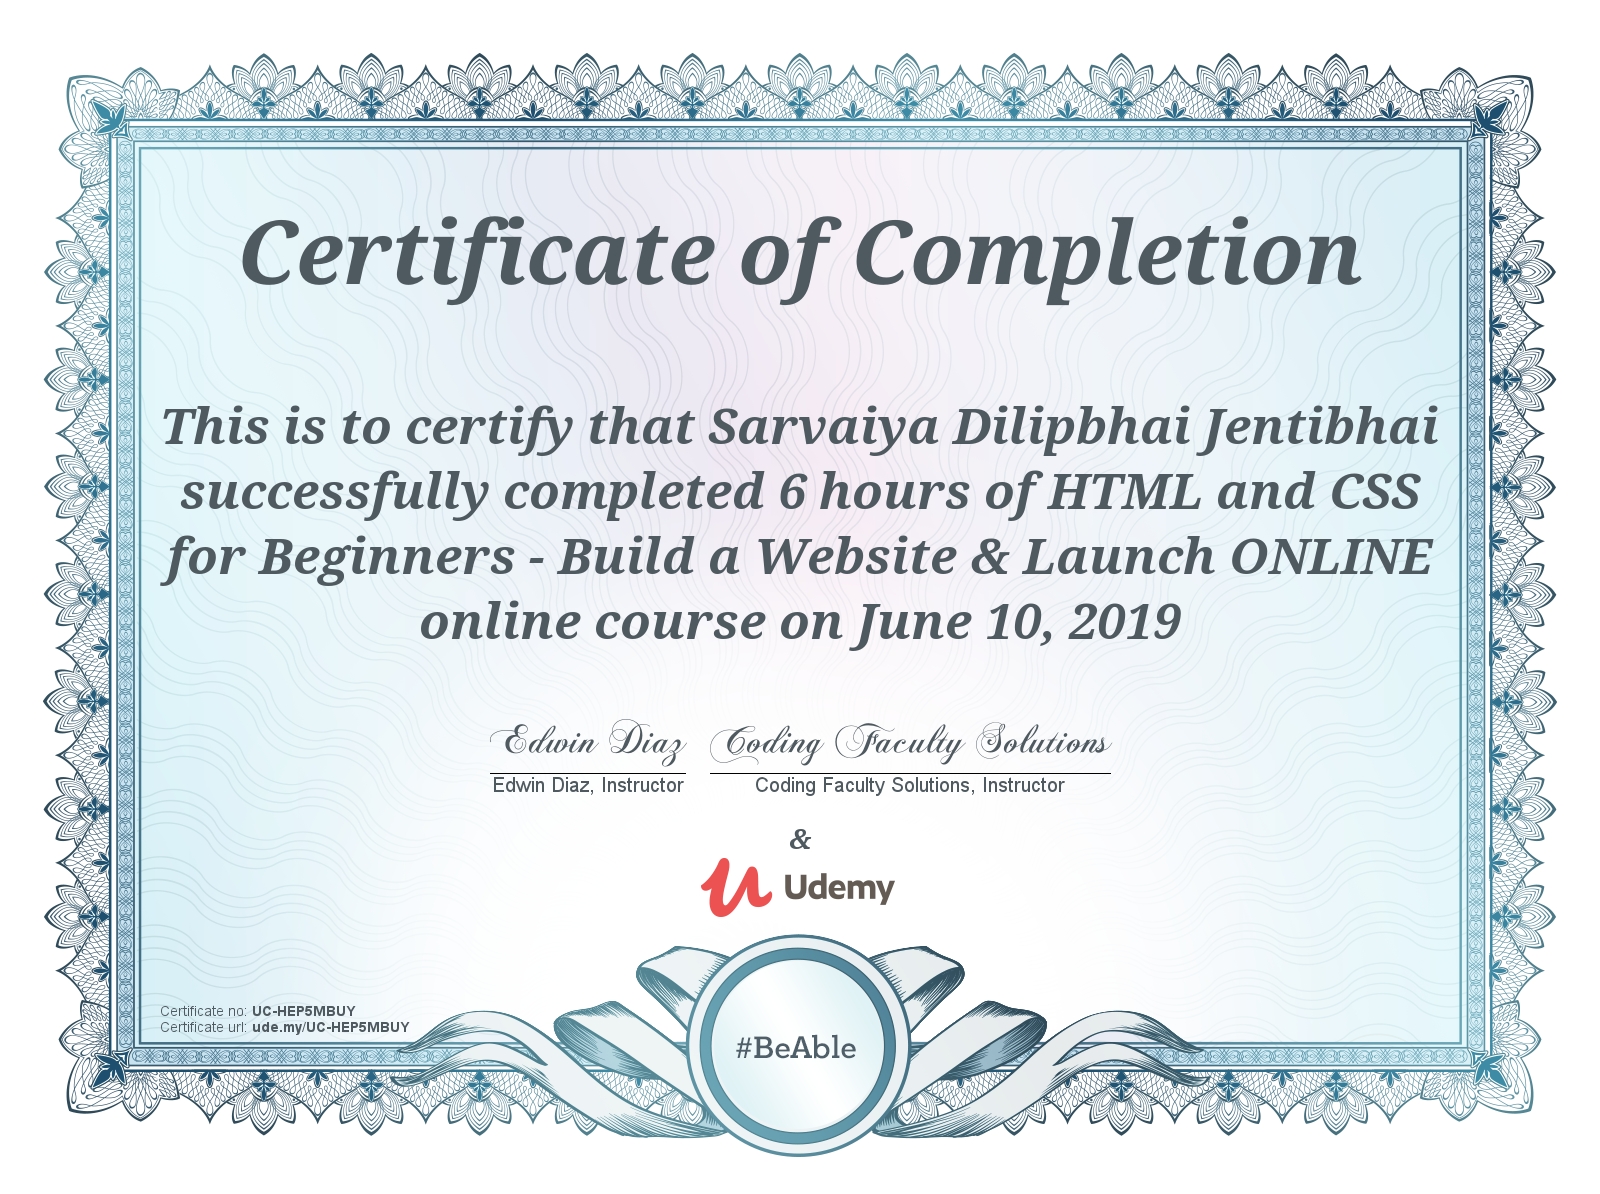 Certificate of Completion
This is to certify that Sarvaiya Dilipbhai Jentibhai
successfully completed 6 hours of HTML and CSS
for Beginners - Build a Website & Launch ONLINE
online course on June 10, 2019
Edwin Diaz Coding Faculty Solutions
Edwin Diaz, Instructor Coding Faculty Solutions, Instructor
&
Udemy
Certificate no: UC-HEP5MBUY
Certificate url: ude.my/UC-HEP5MBUY
#BeAble